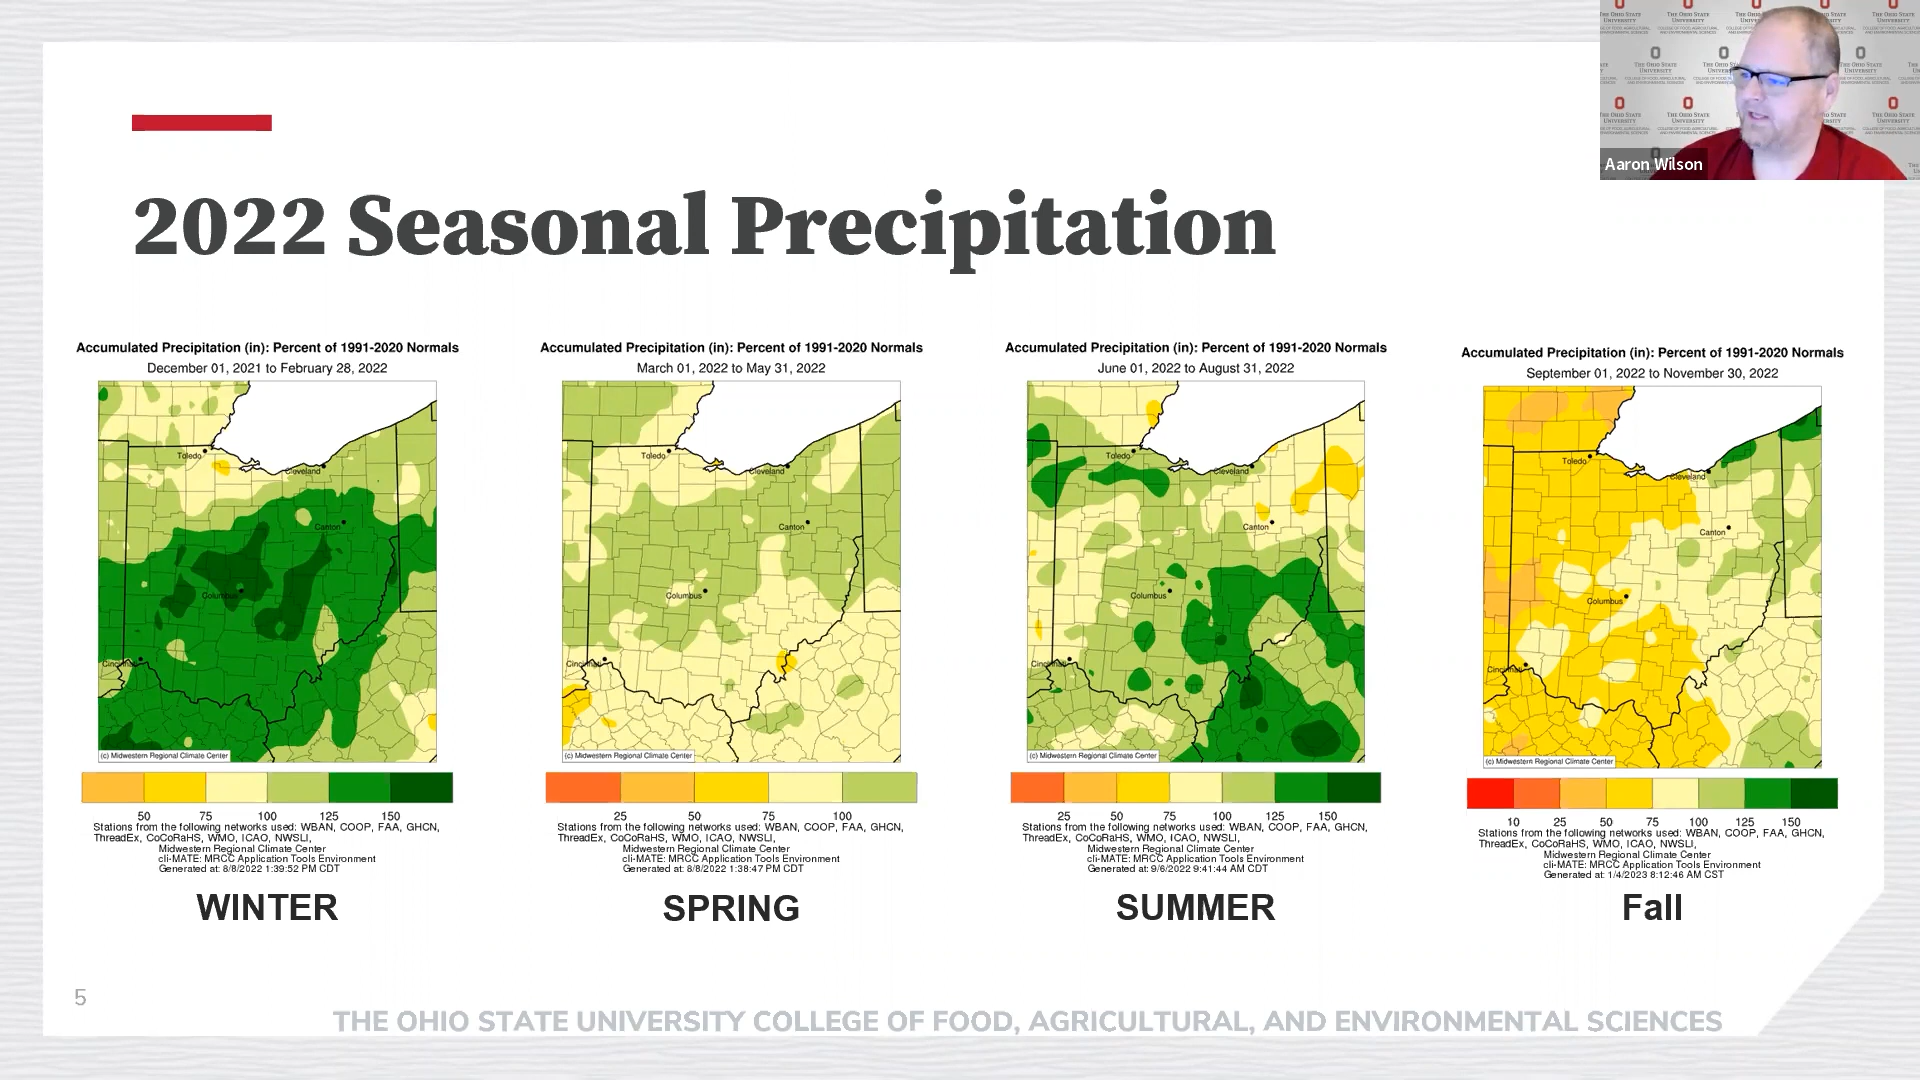 Aaron Wilson
2022 Seasonal Precipitation
Accumulated Precipitation (in): Percent of 1991-2020 Normals
December 01, 2021 to February 28, 2022
Toledo
Cleveland
Canton
Columbus
Cincinnati
(c) Midwestern Regional Climate Center
50 75 100 125 150
Stations from the following networks used: WBAN, COOP, FAA, GHCN,
ThreadEx, CoCoRaHS, WMO, ICAO, NWSLI,
Midwestern Regional Climate Center
cli-MATE: MRCC Application Tools Environment
Generated at: 8/8/2022 1:39:52 PM CDT
WINTER
Accumulated Precipitation (in): Percent of 1991-2020 Normals
March 01, 2022 to May 31, 2022
Toledo
Cleveland
Canton
Columbus
Cincinnati
(c) Midwestern Regional Climate Center
25 50 75 100
Stations from the following networks used: WBAN, COOP, FAA, GHCN,
ThreadEx, CoCoRaHS, WMO, ICAO, NWSLI,
Midwestern Regional Climate Center
cli-MATE: MRCC Application Tools Environment
Generated at: 8/8/2022 1:38:47 PM CDT
SPRING
Accumulated Precipitation (in): Percent of 1991-2020 Normals
June 01, 2022 to August 31, 2022
Toledo
Cleveland
Canton
Columbus
Cincinnati
(c) Midwestern Regional Climate Center
25 50 75 100 125 150
Stations from the following networks used: WBAN, COOP, FAA, GHCN,
ThreadEx, CoCoRaHS, WMO, ICAO, NWSLI,
Midwestern Regional Climate Center
cli-MATE: MRCC Application Tools Environment
Generated at: 9/6/2022 9:41:44 AM CDT
SUMMER
Accumulated Precipitation (in): Percent of 1991-2020 Normals
September 01, 2022 to November 30, 2022
Toledo
Cleveland
Canton
Columbus
Cincinnati
(c) Midwestern Regional Climate Center
10 25 50 75 100 125 150
Stations from the following networks used: WBAN, COOP, FAA, GHCN,
ThreadEx, CoCoRaHS, WMO, ICAO, NWSLI,
Midwestern Regional Climate Center
cli-MATE: MRCC Application Tools Environment
Generated at: 1/4/2023 8:12:46 AM CST
Fall
5
THE OHIO STATE UNIVERSITY COLLEGE OF FOOD, AGRICULTURAL, AND ENVIRONMENTAL SCIENCES